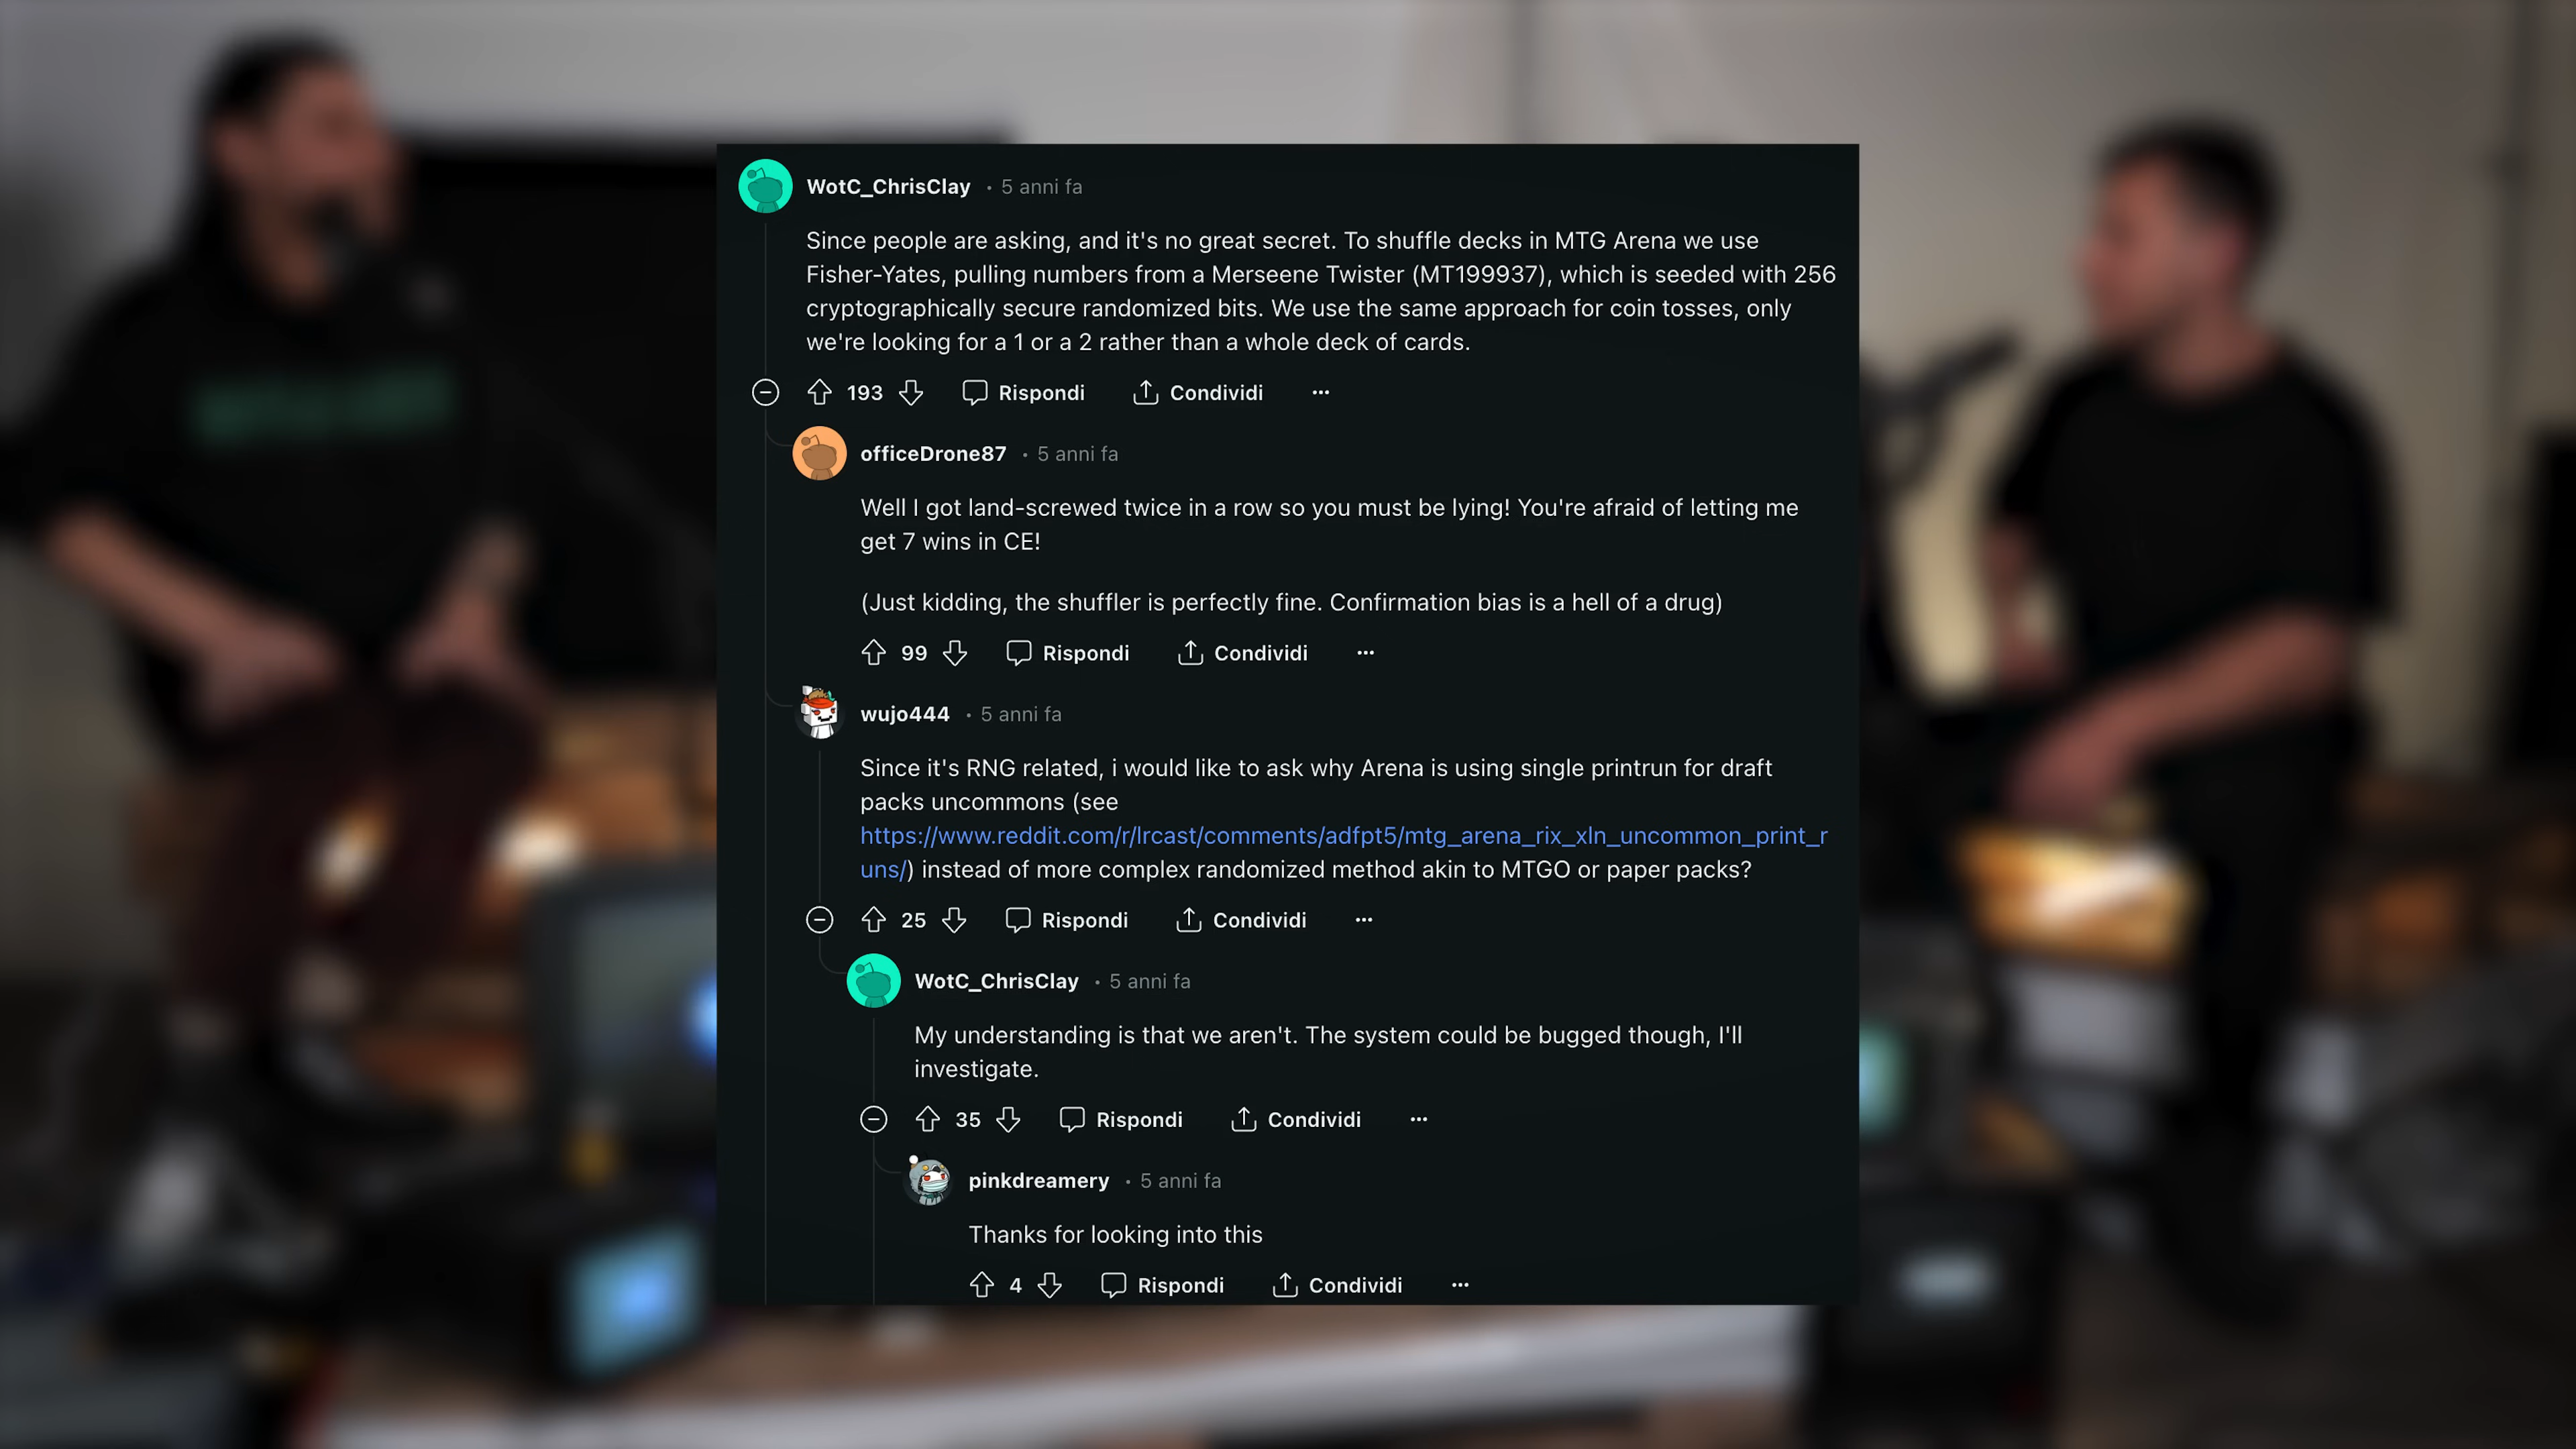 WotC_ChrisClay • 5 anni fa
Since people are asking, and it's no great secret. To shuffle decks in MTG Arena we use
Fisher-Yates, pulling numbers from a Merseene Twister (MT199937), which is seeded with 256
cryptographically secure randomized bits. We use the same approach for coin tosses, only
we're looking for a 1 or a 2 rather than a whole deck of cards.
193 Rispondi Condividi ...
officeDrone87 • 5 anni fa
Well I got land-screwed twice in a row so you must be lying! You're afraid of letting me
get 7 wins in CE!
(Just kidding, the shuffler is perfectly fine. Confirmation bias is a hell of a drug)
99 Rispondi Condividi ...
wujo444 • 5 anni fa
Since it's RNG related, i would like to ask why Arena is using single printrun for draft
packs uncommons (see
https://www.reddit.com/r/lrcast/comments/adfpt5/mtg_arena_rix_xln_uncommon_print_r
uns/) instead of more complex randomized method akin to MTGO or paper packs?
25 Rispondi Condividi ...
WotC_ChrisClay • 5 anni fa
My understanding is that we aren't. The system could be bugged though, I'll
investigate.
35 Rispondi Condividi ...
pinkdreamery • 5 anni fa
Thanks for looking into this
4 Rispondi Condividi ...